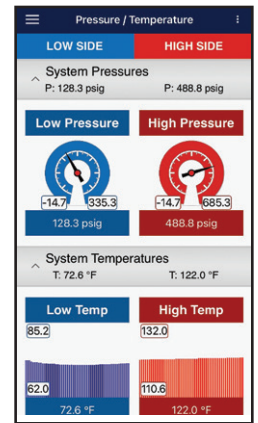 Pressure / Temperature
LOW SIDE HIGH SIDE
System Pressures
P: 128.3 psig P: 488.8 psig
Low Pressure High Pressure
-14.7 335.3 -14.7 685.3
128.3 psig 488.8 psig
System Temperatures
T: 72.6 °F T: 122.0 °F
Low Temp High Temp
85.2 132.0
62.0 110.6
72.6 °F 122.0 °F